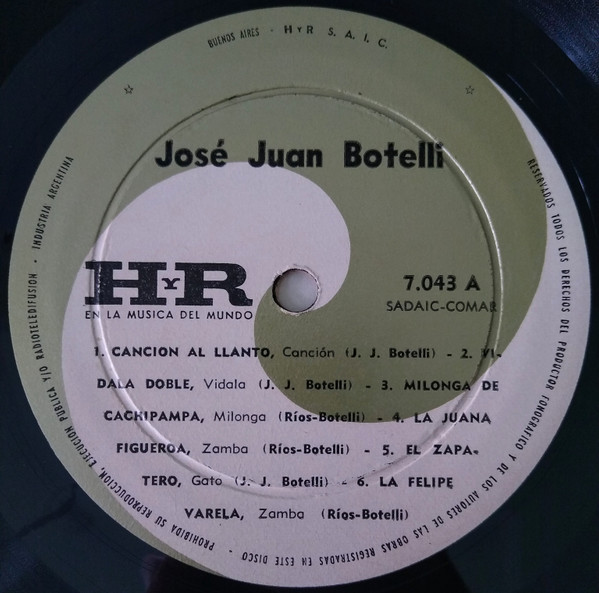 BUENOS AIRES - HYR S. A. I. C.
José Juan Botelli
HYR
EN LA MUSICA DEL MUNDO
7.043 A
SADAIC-COMAR
1. CANCION AL LLANTO, Canción (J. J. Botelli) - 2. VI-
DALA DOBLE, Vidala (J. J. Botelli) - 3. MILONGA DE
CACHIPAMPA, Milonga (Ríos-Botelli) - 4. LA JUANA
FIGUEROA, Zamba (Ríos-Botelli) - 5. EL ZAPA-
TERO, Gato (J. J. Botelli) - 6. LA FELIPE
VARELA, Zamba (Ríos-Botelli)
RESERVADOS TODOS LOS DERECHOS DEL PRODUCTOR FONOGRAFICO Y DE LOS AUTORES DE LAS OBRAS REGISTRADAS EN ESTE DISCO - PROHIBIDA SU REPRODUCCION, EJECUCION PUBLICA Y/O RADIOTELEDIFUSION - INDUSTRIA ARGENTINA